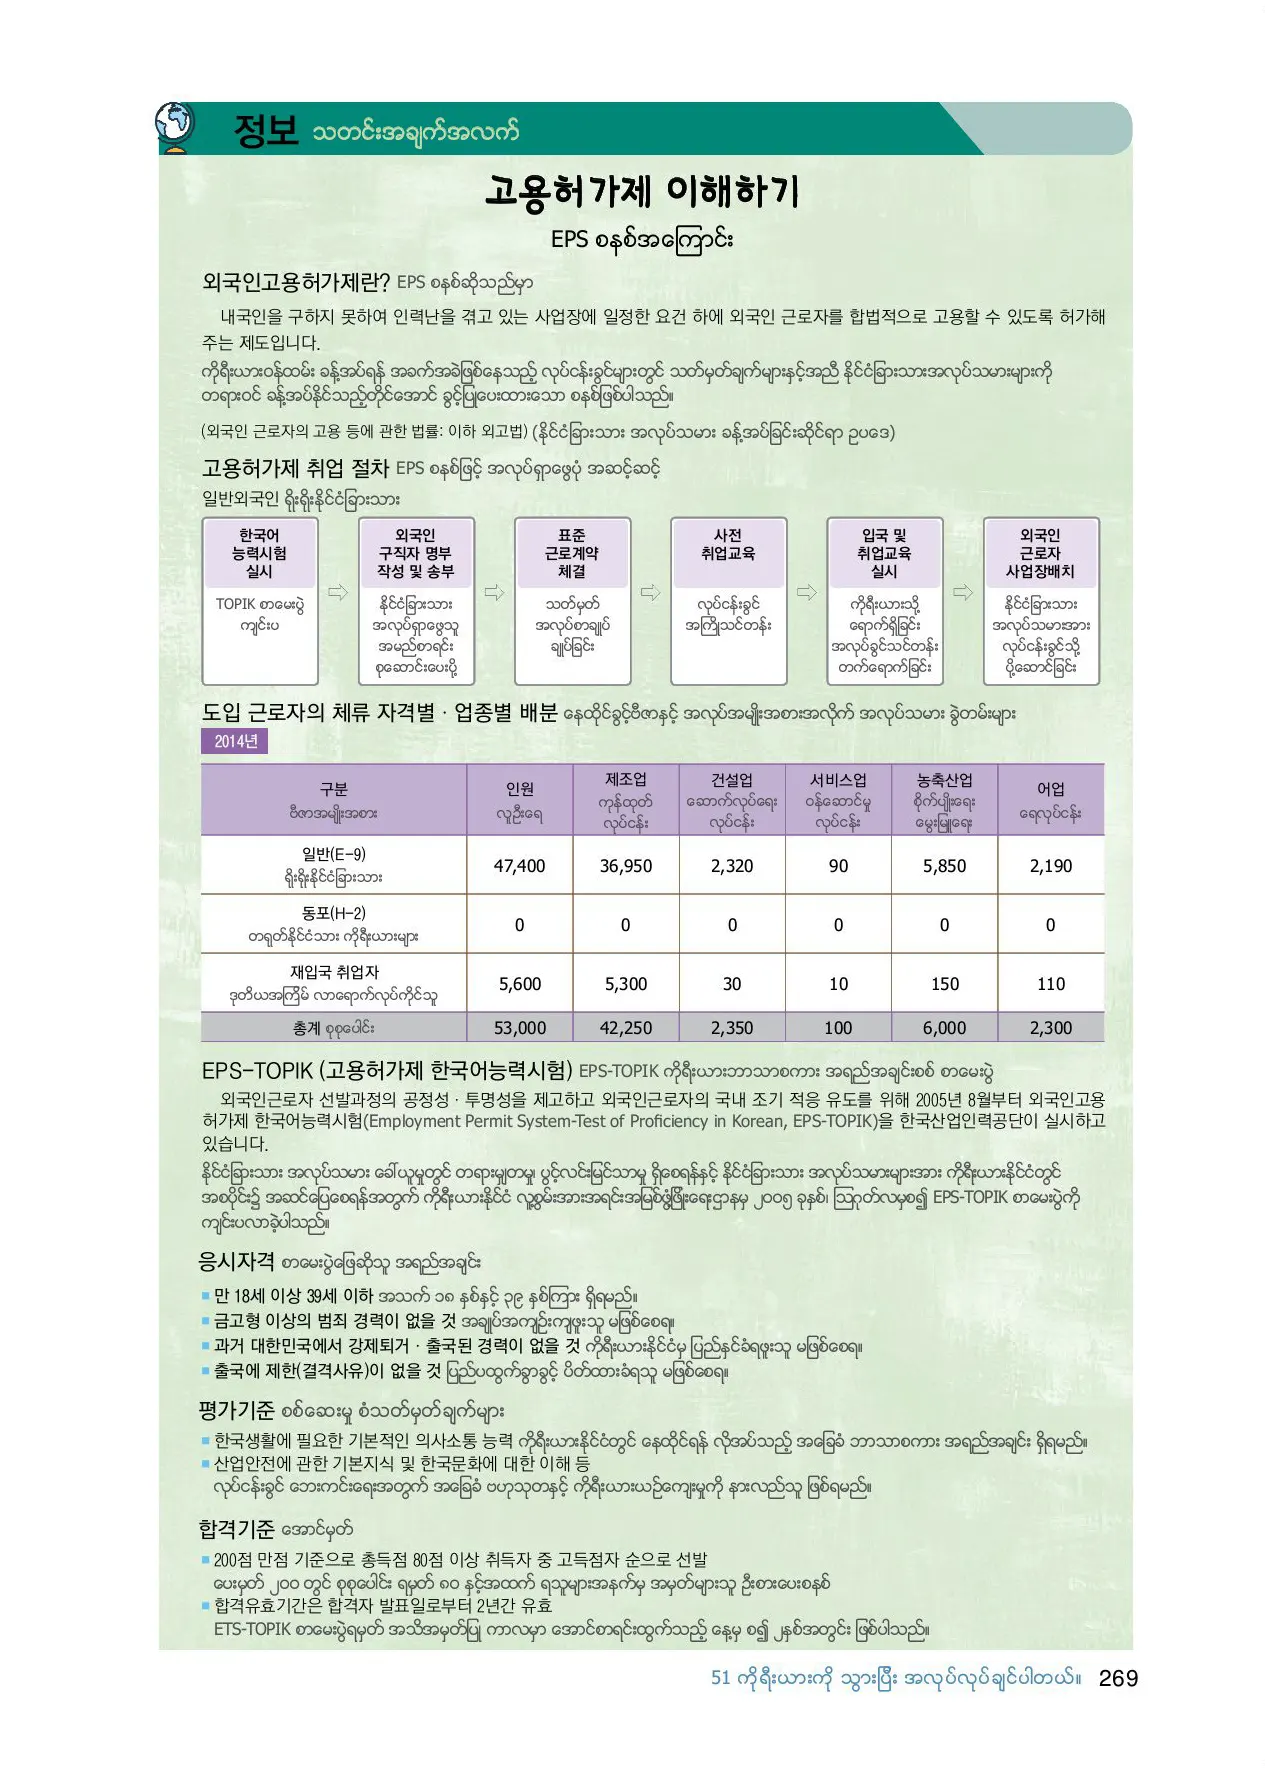 정보 သတင်းအချက်အလက်
고용허가제 이해하기
EPS စနစ်အကြောင်း
외국인고용허가제란? EPS စနစ်ဆိုသည်မှာ
내국인을 구하지 못하여 인력난을 겪고 있는 사업장에 일정한 요건 하에 외국인 근로자를 합법적으로 고용할 수 있도록 허가해
주는 제도입니다.
ကိုရီးယားဝန်ထမ်း ခန့်အပ်ရန် အခက်အခဲဖြစ်နေသည့် လုပ်ငန်းခွင်များတွင် သတ်မှတ်ချက်များနှင့်အညီ နိုင်ငံခြားသားအလုပ်သမားများကို
တရားဝင် ခန့်အပ်နိုင်သည့်တိုင်အောင် ခွင့်ပြုပေးထားသော စနစ်ဖြစ်ပါသည်။
(외국인 근로자의 고용 등에 관한 법률: 이하 외고법) (နိုင်ငံခြားသား အလုပ်သမား ခန့်အပ်ခြင်းဆိုင်ရာ ဥပဒေ)
고용허가제 취업 절차 EPS စနစ်ဖြင့် အလုပ်ရှာဖွေပုံ အဆင့်ဆင့်
일반외국인 ရိုးရိုးနိုင်ငံခြားသား
한국어
능력시험
실시
TOPIK စာမေးပွဲ
ကျင်းပ
외국인
구직자 명부
작성 및 송부
နိုင်ငံခြားသား
အလုပ်ရှာဖွေသူ
အမည်စာရင်း
စုဆောင်းပေးပို့
표준
근로계약
체결
သတ်မှတ်
အလုပ်စာချုပ်
ချုပ်ခြင်း
사전
취업교육
လုပ်ငန်းခွင်
အကြိုသင်တန်း
입국 및
취업교육
실시
ကိုရီးယားသို့
ရောက်ရှိခြင်း
အလုပ်ခွင်သင်တန်း
တက်ရောက်ခြင်း
외국인
근로자
사업장배치
နိုင်ငံခြားသား
အလုပ်သမားအား
လုပ်ငန်းခွင်သို့
ပို့ဆောင်ခြင်း
도입 근로자의 체류 자격별 · 업종별 배분 နေထိုင်ခွင့်ဗီဇာနှင့် အလုပ်အမျိုးအစားအလိုက် အလုပ်သမား ခွဲတမ်းများ
2014년
구분 인원 제조업 건설업 서비스업 농축산업 어업
ဗီဇာအမျိုးအစား လူဦးရေ ကုန်ထုတ် ဆောက်လုပ်ရေး ဝန်ဆောင်မှု စိုက်ပျိုးရေး ရေလုပ်ငန်း
လုပ်ငန်း လုပ်ငန်း လုပ်ငန်း မွေးမြူရေး
일반(E-9) 47,400 36,950 2,320 90 5,850 2,190
ရိုးရိုးနိုင်ငံခြားသား
동포(H-2) 0 0 0 0 0 0
တရုတ်နိုင်ငံသား ကိုရီးယားများ
재입국 취업자 5,600 5,300 30 10 150 110
ဒုတိယအကြိမ် လာရောက်လုပ်ကိုင်သူ
총계 စုစုပေါင်း 53,000 42,250 2,350 100 6,000 2,300
EPS-TOPIK (고용허가제 한국어능력시험) EPS-TOPIK ကိုရီးယားဘာသာစကား အရည်အချင်းစစ် စာမေးပွဲ
외국인근로자 선발과정의 공정성 · 투명성을 제고하고 외국인근로자의 국내 조기 적응 유도를 위해 2005년 8월부터 외국인고용
허가제 한국어능력시험(Employment Permit System-Test of Proficiency in Korean, EPS-TOPIK)을 한국산업인력공단이 실시하고
있습니다.
နိုင်ငံခြားသား အလုပ်သမား ခေါ်ယူမှုတွင် တရားမျှတမှု၊ ပွင့်လင်းမြင်သာမှု ရှိစေရန်နှင့် နိုင်ငံခြားသား အလုပ်သမားများအား ကိုရီးယားနိုင်ငံတွင်
အစပိုင်း၌ အဆင်ပြေစေရန်အတွက် ကိုရီးယားနိုင်ငံ လူ့စွမ်းအားအရင်းအမြစ်ဖွံ့ဖြိုးရေးဌာနမှ ၂၀၀၅ ခုနှစ်၊ ဩဂုတ်လမှစ၍ EPS-TOPIK စာမေးပွဲကို
ကျင်းပလာခဲ့ပါသည်။
응시자격 စာမေးပွဲဖြေဆိုသူ အရည်အချင်း
▪ 만 18세 이상 39세 이하 အသက် ၁၈ နှစ်နှင့် ၃၉ နှစ်ကြား ရှိရမည်။
▪ 금고형 이상의 범죄 경력이 없을 것 အချုပ်အကျဉ်းကျဖူးသူ မဖြစ်စေရ။
▪ 과거 대한민국에서 강제퇴거 · 출국된 경력이 없을 것 ကိုရီးယားနိုင်ငံမှ ပြည်နှင်ခံရဖူးသူ မဖြစ်စေရ။
▪ 출국에 제한(결격사유)이 없을 것 ပြည်ပထွက်ခွာခွင့် ပိတ်ထားခံရသူ မဖြစ်စေရ။
평가기준 စစ်ဆေးမှု စံသတ်မှတ်ချက်များ
▪ 한국생활에 필요한 기본적인 의사소통 능력 ကိုရီးယားနိုင်ငံတွင် နေထိုင်ရန် လိုအပ်သည့် အခြေခံ ဘာသာစကား အရည်အချင်း ရှိရမည်။
▪ 산업안전에 관한 기본지식 및 한국문화에 대한 이해 등
လုပ်ငန်းခွင် ဘေးကင်းရေးအတွက် အခြေခံ ဗဟုသုတနှင့် ကိုရီးယားယဉ်ကျေးမှုကို နားလည်သူ ဖြစ်ရမည်။
합격기준 အောင်မှတ်
▪ 200점 만점 기준으로 총득점 80점 이상 취득자 중 고득점자 순으로 선발
ပေးမှတ် ၂၀၀ တွင် စုစုပေါင်း ရမှတ် ၈၀ နှင့်အထက် ရသူများအနက်မှ အမှတ်များသူ ဦးစားပေးစနစ်
▪ 합격유효기간은 합격자 발표일로부터 2년간 유효
ETS-TOPIK စာမေးပွဲရမှတ် အသိအမှတ်ပြု ကာလမှာ အောင်စာရင်းထွက်သည့် နေ့မှ စ၍ ၂နှစ်အတွင်း ဖြစ်ပါသည်။
51 ကိုရီးယားကို သွားပြီး အလုပ်လုပ်ချင်ပါတယ်။ 269